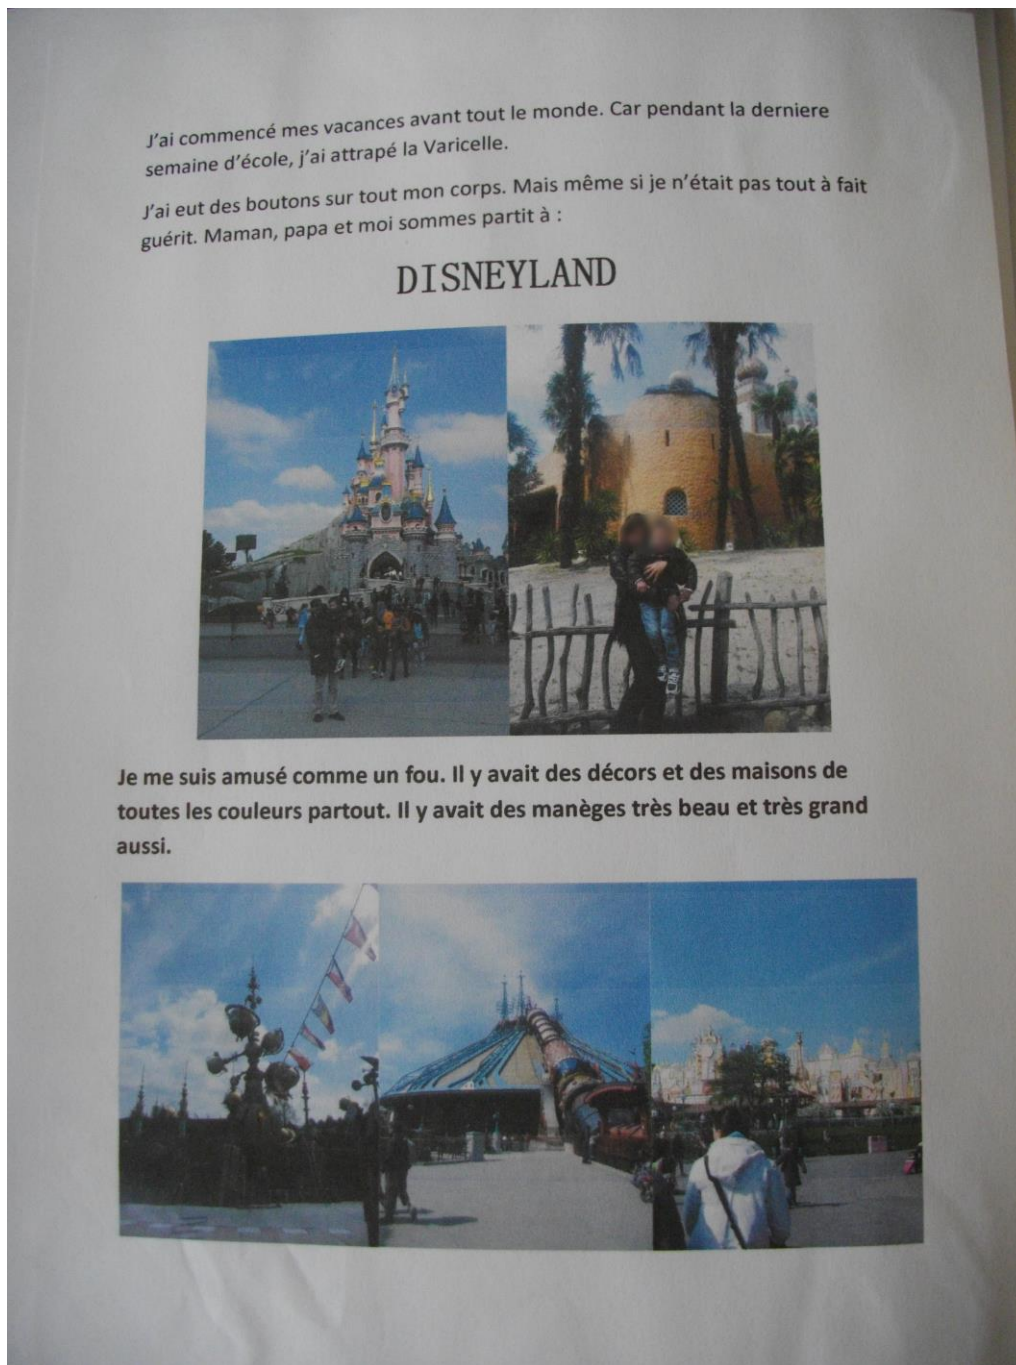 J'ai commencé mes vacances avant tout le monde. Car pendant la derniere
semaine d'école, j'ai attrapé la Varicelle.
J'ai eut des boutons sur tout mon corps. Mais même si je n'était pas tout à fait
guérit. Maman, papa et moi sommes partit à :
DISNEYLAND
Je me suis amusé comme un fou. Il y avait des décors et des maisons de
toutes les couleurs partout. Il y avait des manèges très beau et très grand
aussi.